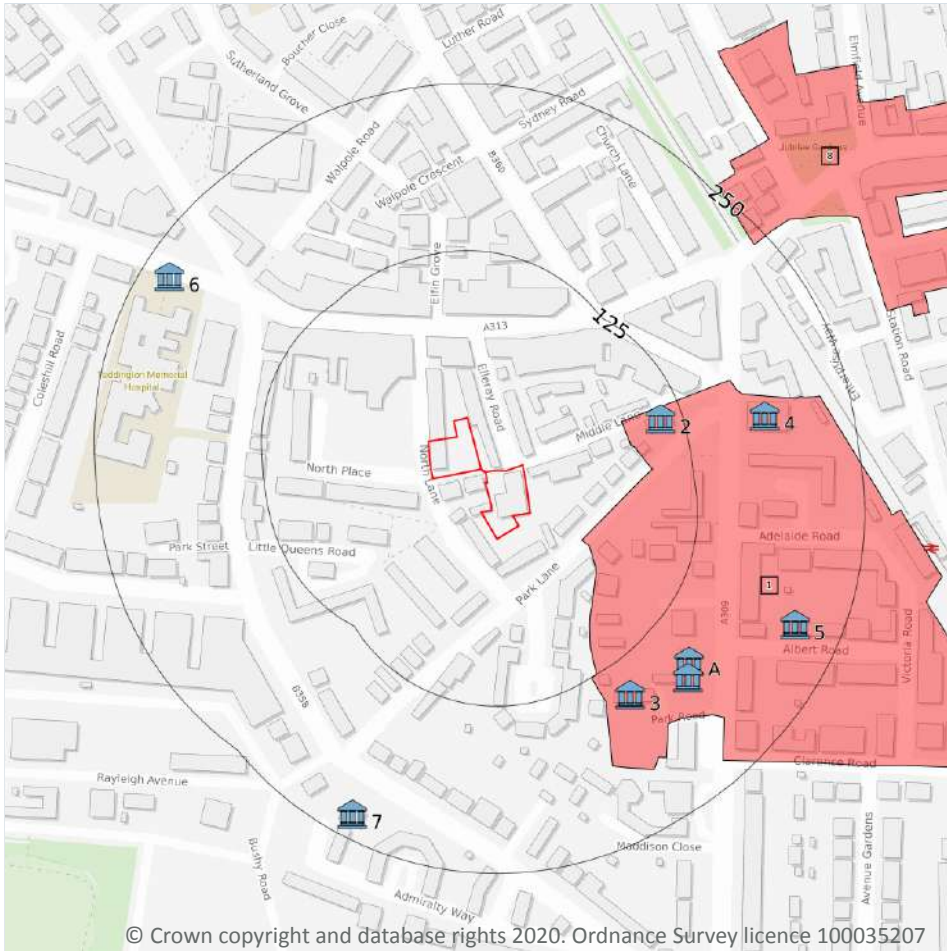 Luther Road
Boucher Close
Sutherland Grove
Elmfield Avenue
Sydney Road
B360
Walpole Road
Church Lane
Jubilee Gardens
8
Walpole Crescent
250
Elfin Grove
6
125
A313
Station Road
Coleshill Road
Elleray Road
Teddington Memorial
Hospital
Middle Lane
2
4
North Lane
North Place
Adelaide Road
Park Street
Little Queens Road
Park Lane
1
A309
5
Albert Road
Victoria Road
A
3
B358
Park Road
Clarence Road
Rayleigh Avenue
7
Maddison Close
Bushy Road
Avenue Gardens
Admiralty Way
© Crown copyright and database rights 2020. Ordnance Survey licence 100035207